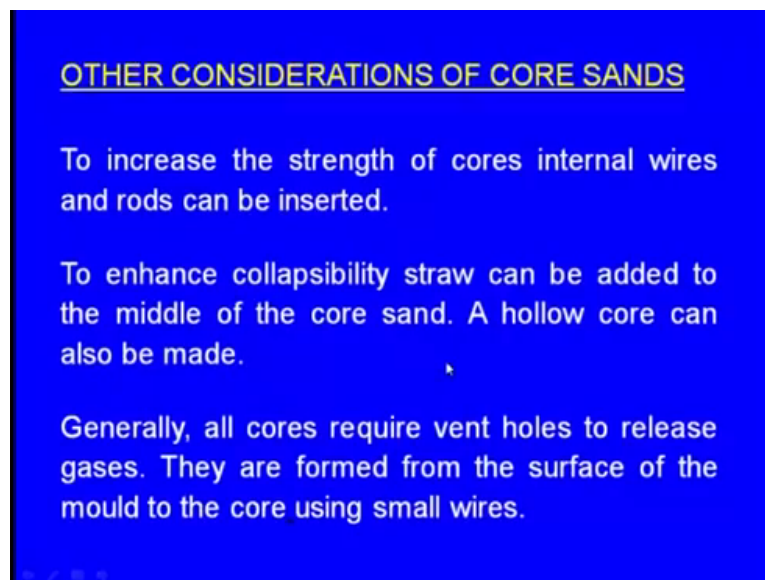 OTHER CONSIDERATIONS OF CORE SANDS
To increase the strength of cores internal wires
and rods can be inserted.
To enhance collapsibility straw can be added to
the middle of the core sand. A hollow core can
also be made.
Generally, all cores require vent holes to release
gases. They are formed from the surface of the
mould to the core using small wires.